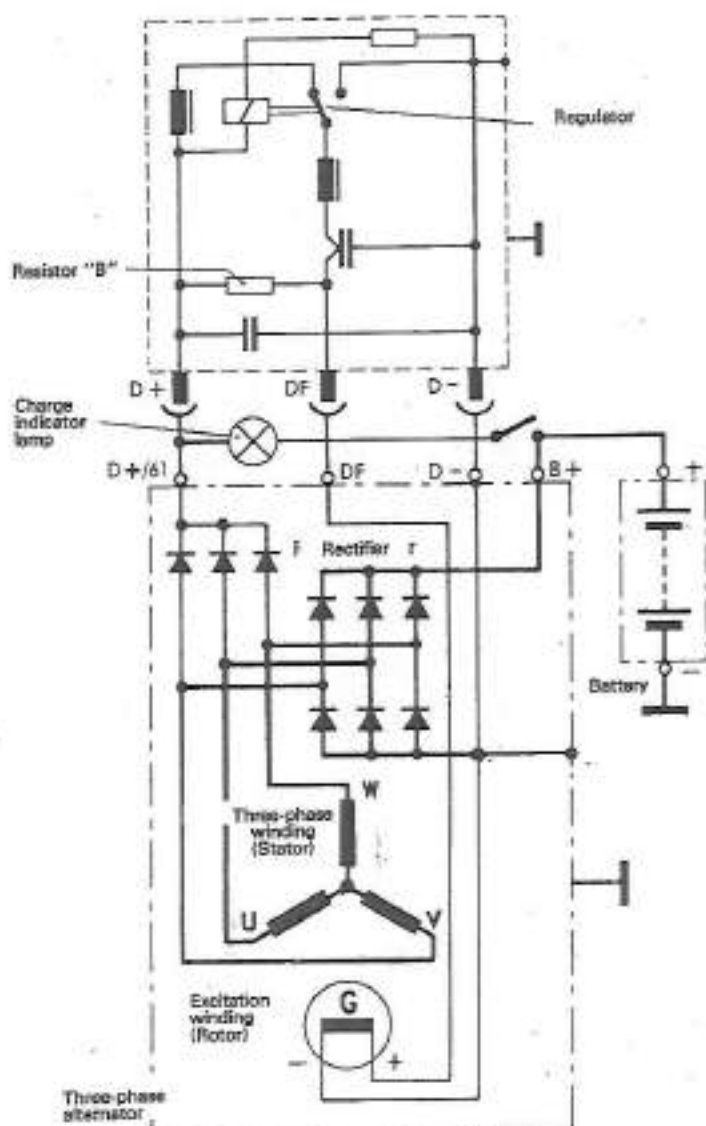 Regulator
Resistor "B"
D+
DF
D-
Charge
indicator
lamp
D+/61
DF
D-
B+
+
Rectifier
r
-
Battery
W
Three-phase
winding
(Stator)
U
V
Excitation
winding
(Rotor)
G
-
+
Three-phase
alternator